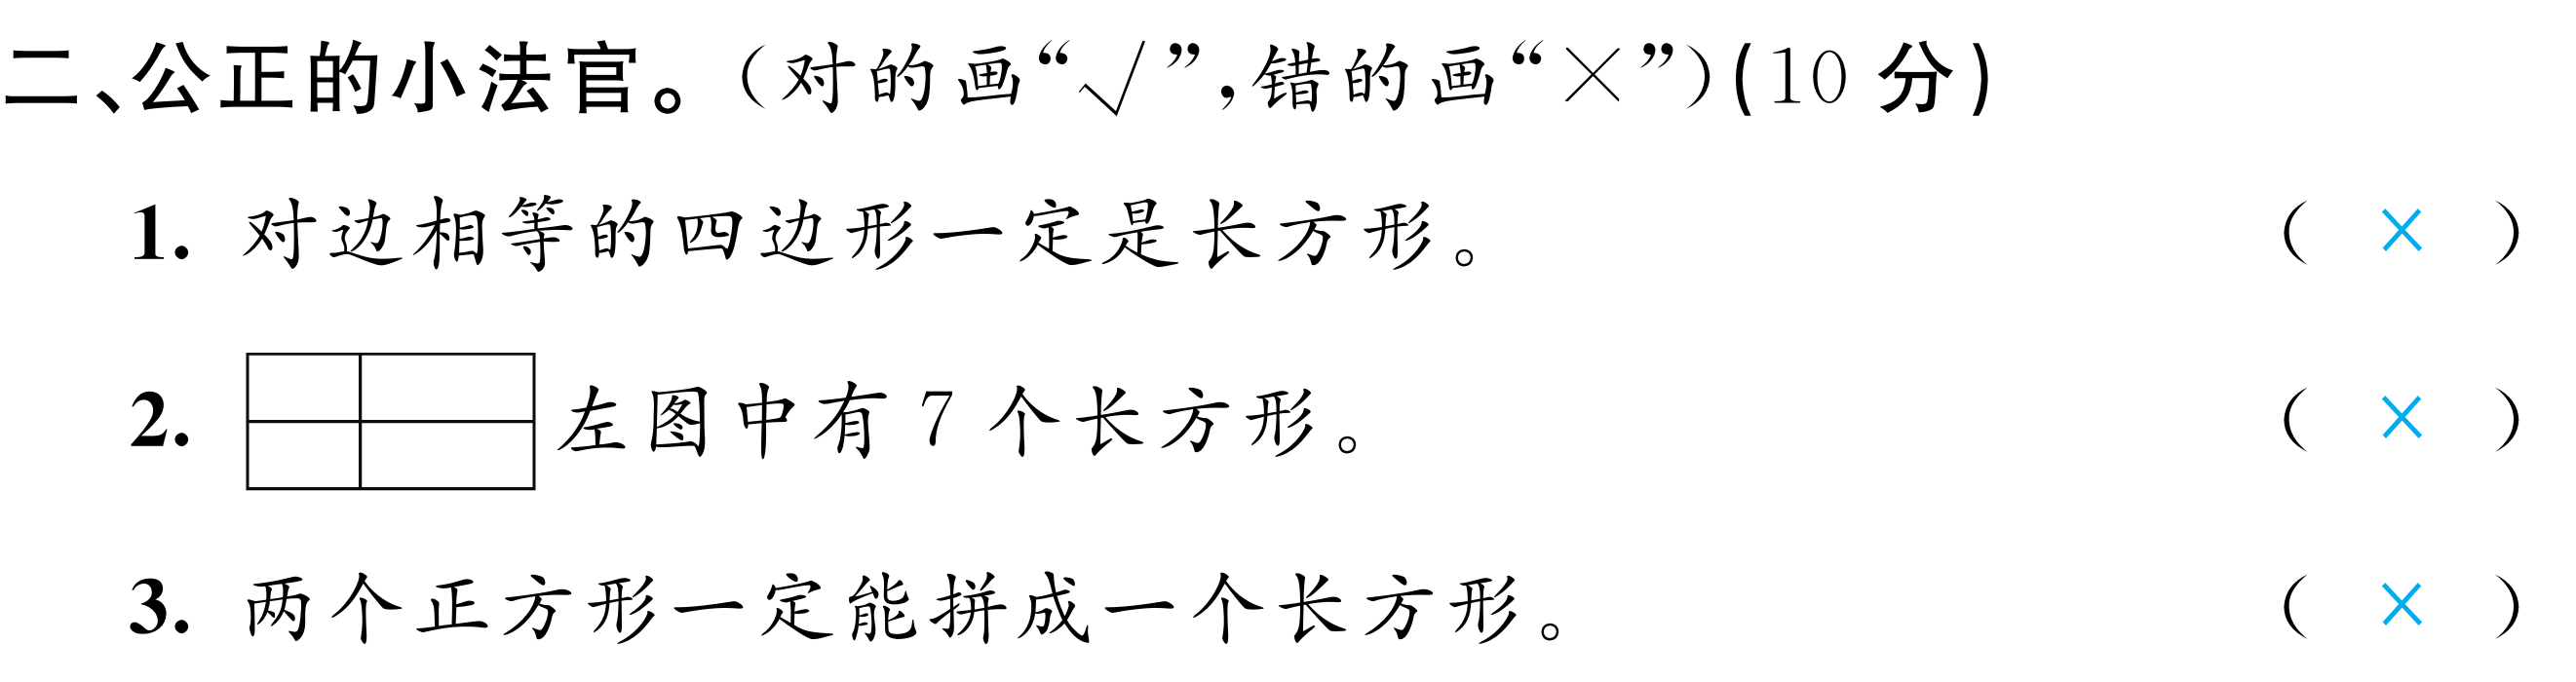 二、公正的小法官。(对的画“√”,错的画“×”)(10 分)
1. 对边相等的四边形一定是长方形。 ( × )
2. 左图中有 7 个长方形。 ( × )
3. 两个正方形一定能拼成一个长方形。 ( × )